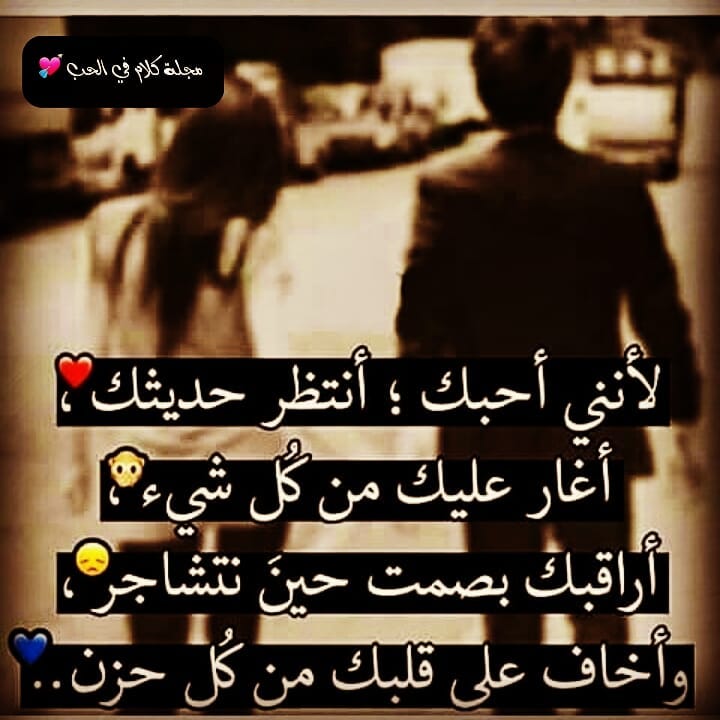 مجلة كلام في الحب 💘
لأنني أحبك ؛ أنتظر حديثك ،❤️
أغار عليك من كُل شيء ،🙊
أراقبك بصمت حينَ نتشاجر ،😞
وأخاف على قلبك من كُل حزن..💙